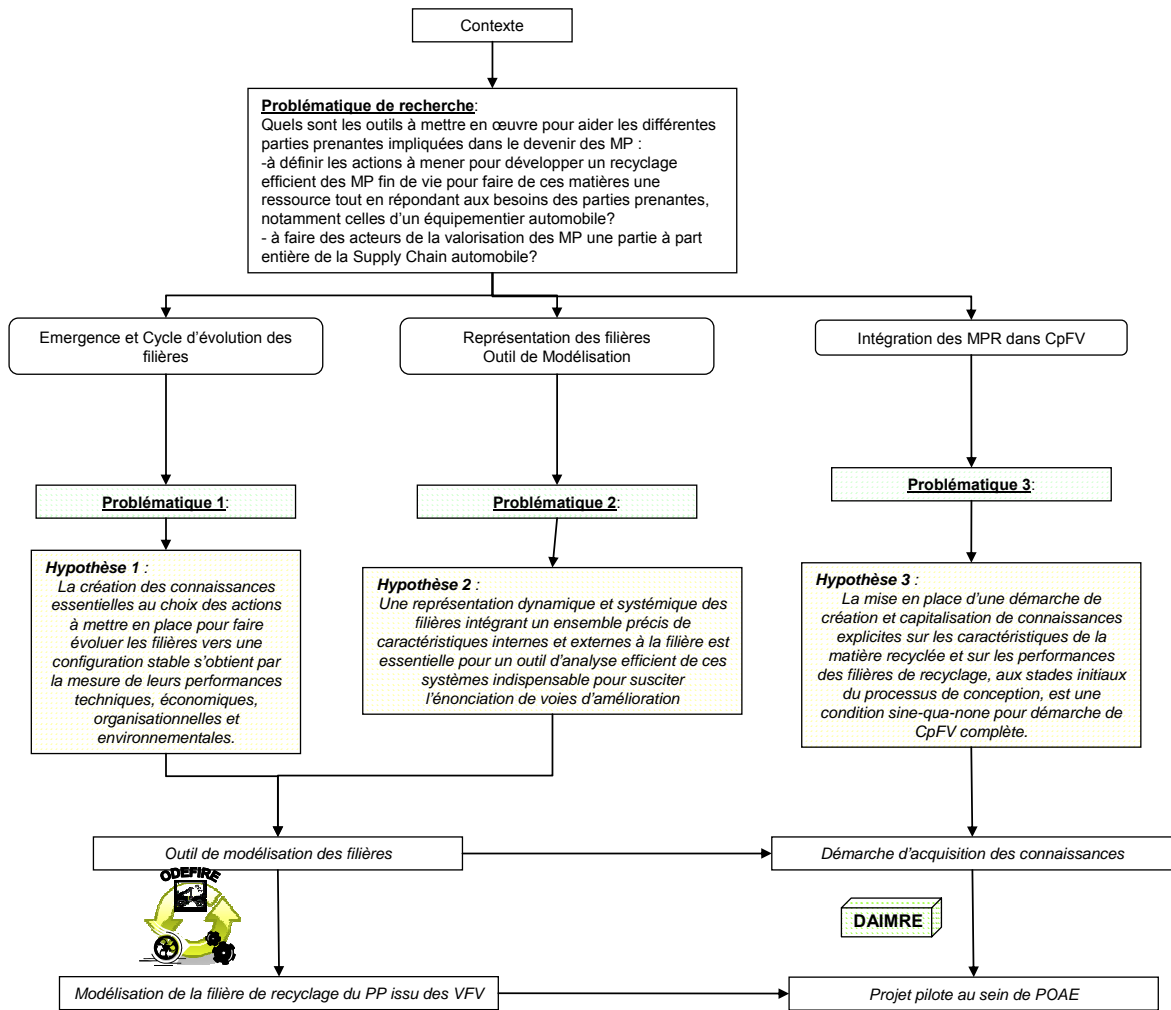 Contexte
Problématique de recherche:
Quels sont les outils à mettre en œuvre pour aider les différentes
parties prenantes impliquées dans le devenir des MP :
-à définir les actions à mener pour développer un recyclage
efficient des MP fin de vie pour faire de ces matières une
ressource tout en répondant aux besoins des parties prenantes,
notamment celles d'un équipementier automobile?
- à faire des acteurs de la valorisation des MP une partie à part
entière de la Supply Chain automobile?
Emergence et Cycle d'évolution des
filières
Représentation des filières
Outil de Modélisation
Intégration des MPR dans CpFV
Problématique 1:
Problématique 2:
Problématique 3:
Hypothèse 1 :
La création des connaissances
essentielles au choix des actions
à mettre en place pour faire
évoluer les filières vers une
configuration stable s'obtient par
la mesure de leurs performances
techniques, économiques,
organisationnelles et
environnementales.
Hypothèse 2 :
Une représentation dynamique et systémique des
filières intégrant un ensemble précis de
caractéristiques internes et externes à la filière est
essentielle pour un outil d'analyse efficient de ces
systèmes indispensable pour susciter
l'énonciation de voies d'amélioration
Hypothèse 3 :
La mise en place d'une démarche de
création et capitalisation de connaissances
explicites sur les caractéristiques de la
matière recyclée et sur les performances
des filières de recyclage, aux stades initiaux
du processus de conception, est une
condition sine-qua-none pour démarche de
CpFV complète.
Outil de modélisation des filières
Démarche d'acquisition des connaissances
ODEFIRE
DAIMRE
Modélisation de la filière de recyclage du PP issu des VFV
Projet pilote au sein de POAE